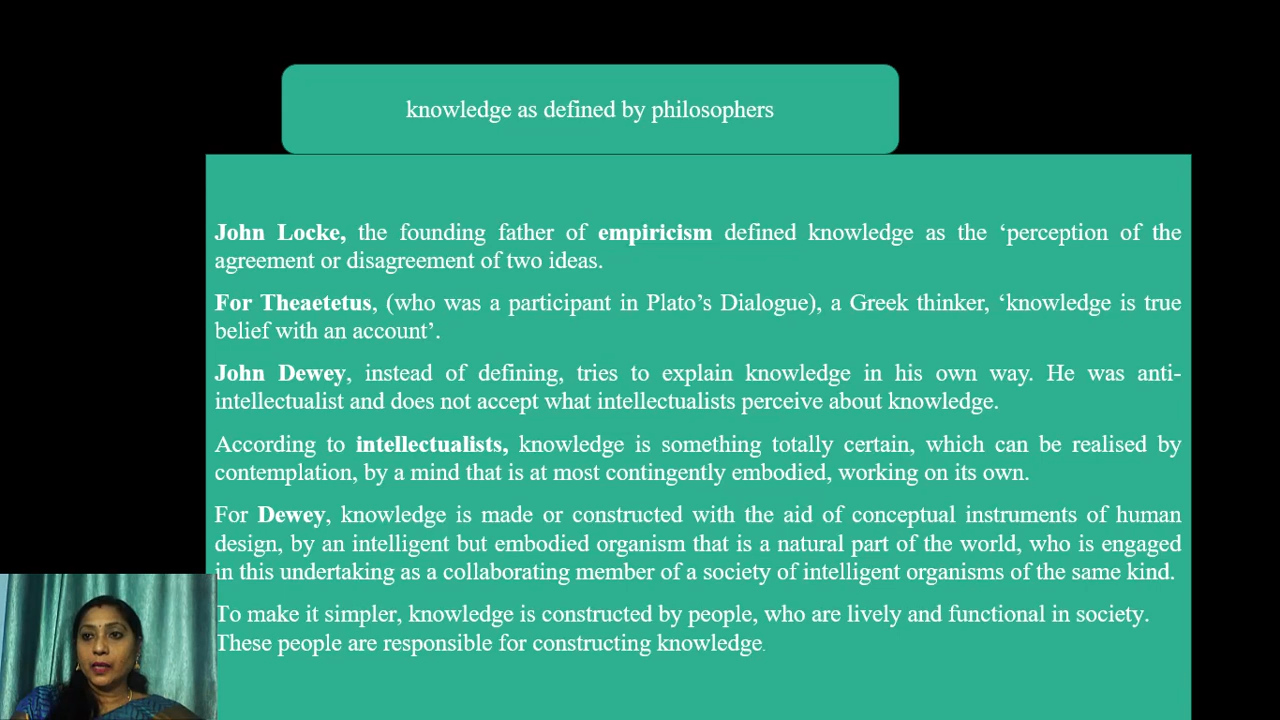 knowledge as defined by philosophers
John Locke, the founding father of empiricism defined knowledge as the ‘perception of the
agreement or disagreement of two ideas.
For Theaetetus, (who was a participant in Plato’s Dialogue), a Greek thinker, ‘knowledge is true
belief with an account’.
John Dewey, instead of defining, tries to explain knowledge in his own way. He was anti-
intellectualist and does not accept what intellectualists perceive about knowledge.
According to intellectualists, knowledge is something totally certain, which can be realised by
contemplation, by a mind that is at most contingently embodied, working on its own.
For Dewey, knowledge is made or constructed with the aid of conceptual instruments of human
design, by an intelligent but embodied organism that is a natural part of the world, who is engaged
in this undertaking as a collaborating member of a society of intelligent organisms of the same kind.
To make it simpler, knowledge is constructed by people, who are lively and functional in society.
These people are responsible for constructing knowledge.